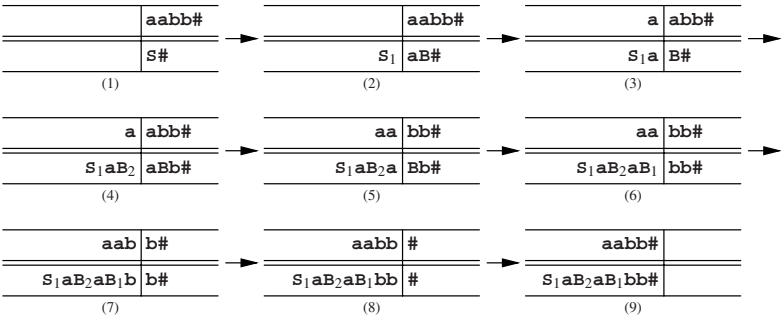 aabb# aabb# a abb#
S# S₁ aB# S₁a B#
(1) (2) (3)
a abb# aa bb# aa bb#
S₁aB₂ aBb# S₁aB₂a Bb# S₁aB₂aB₁ bb#
(4) (5) (6)
aab b# aabb # aabb#
S₁aB₂aB₁b b# S₁aB₂aB₁bb # S₁aB₂aB₁bb#
(7) (8) (9)